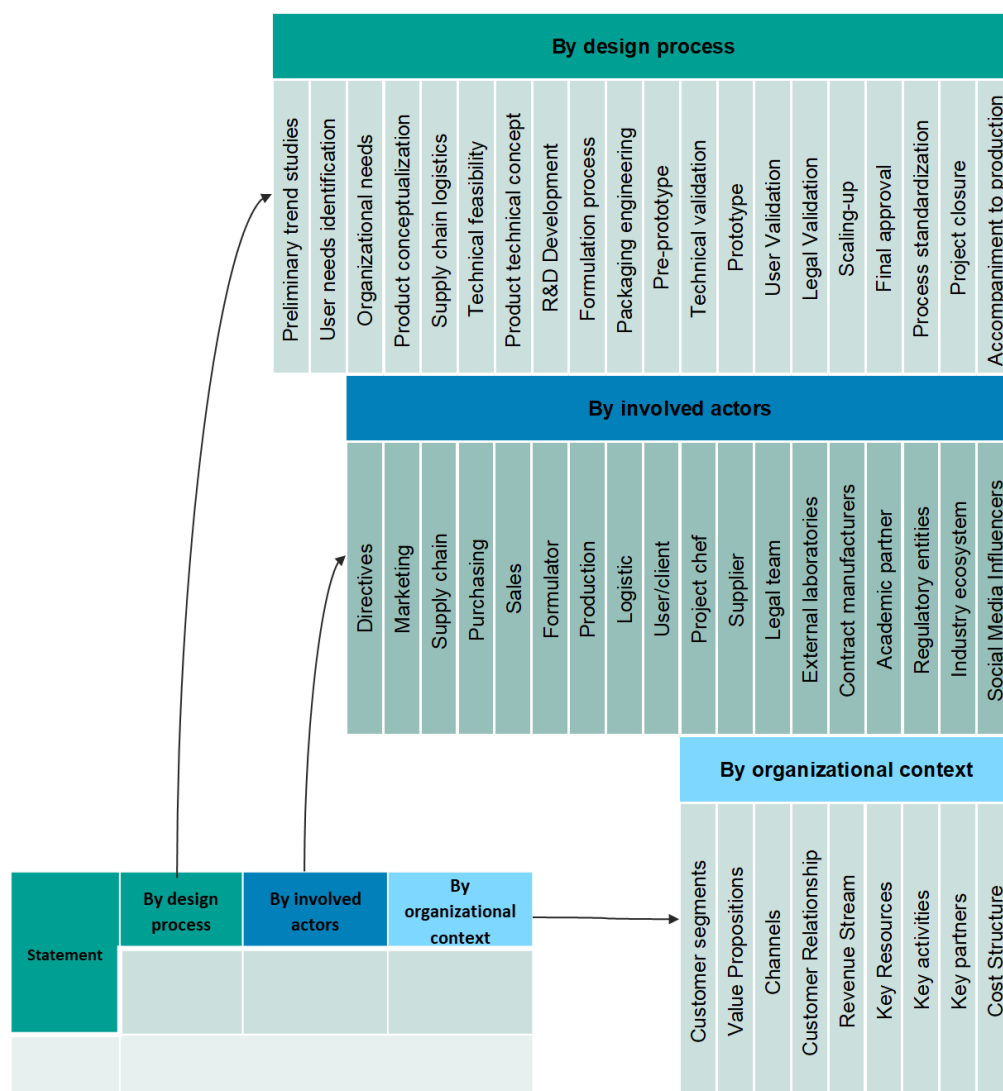 By design process
Preliminary trend studies
User needs identification
Organizational needs
Product conceptualization
Supply chain logistics
Technical feasibility
Product technical concept
R&D Development
Formulation process
Packaging engineering
Pre-prototype
Technical validation
Prototype
User Validation
Legal Validation
Scaling-up
Final approval
Process standardization
Project closure
Accompaniment to production
By involved actors
Directives
Marketing
Supply chain
Purchasing
Sales
Formulator
Production
Logistic
User/client
Project chef
Supplier
Legal team
External laboratories
Contract manufacturers
Academic partner
Regulatory entities
Industry ecosystem
Social Media Influencers
By organizational context
Customer segments
Value Propositions
Channels
Customer Relationship
Revenue Stream
Key Resources
Key activities
Key partners
Cost Structure
Statement
By design
process
By involved
actors
By
organizational
context